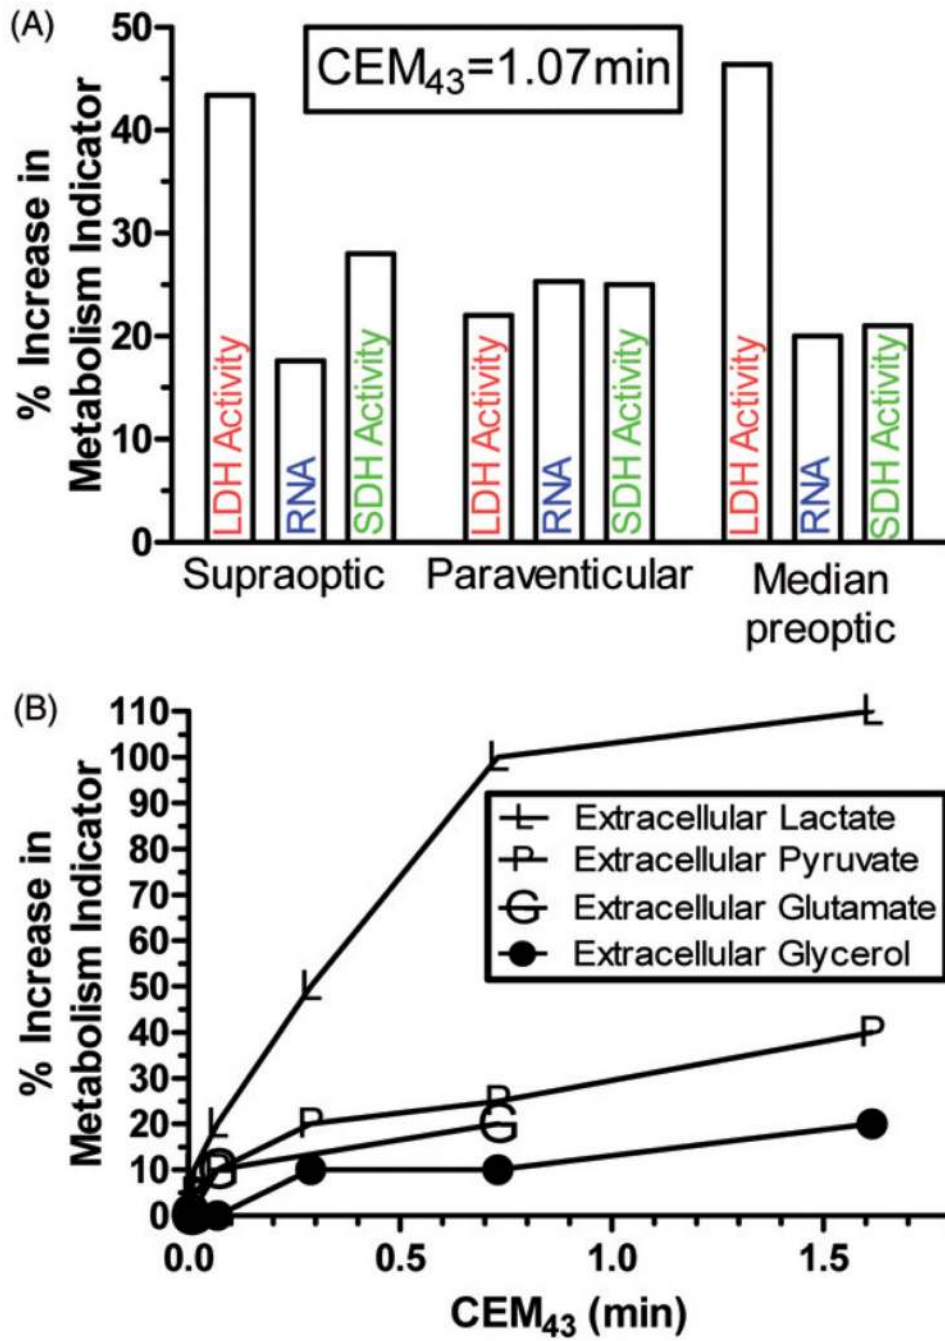 (A)
% Increase in
Metabolism Indicator
50
40
30
20
10
0
CEM43=1.07min
LDH Activity
RNA
SDH Activity
LDH Activity
RNA
SDH Activity
LDH Activity
RNA
SDH Activity
Supraoptic
Paraventicular
Median
preoptic
(B)
% Increase in
Metabolism Indicator
110
100
90
80
70
60
50
40
30
20
10
0
L Extracellular Lactate
P Extracellular Pyruvate
G Extracellular Glutamate
Extracellular Glycerol
L
L
L
L
P
P
P
G
G
0.0
0.5
1.0
1.5
CEM43 (min)